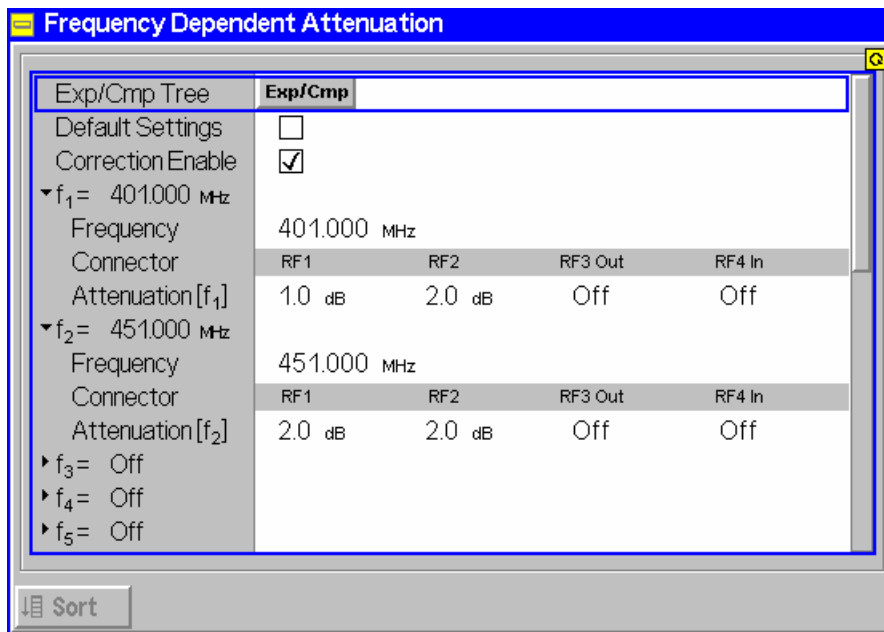 Frequency Dependent Attenuation
Exp/Cmp Tree Exp/Cmp
Default Settings
Correction Enable
f₁= 401.000 MHz
Frequency 401.000 MHz
Connector RF1 RF2 RF3 Out RF4 In
Attenuation [f₁] 1.0 dB 2.0 dB Off Off
f₂= 451.000 MHz
Frequency 451.000 MHz
Connector RF1 RF2 RF3 Out RF4 In
Attenuation [f₂] 2.0 dB 2.0 dB Off Off
f₃= Off
f₄= Off
f₅= Off
Sort